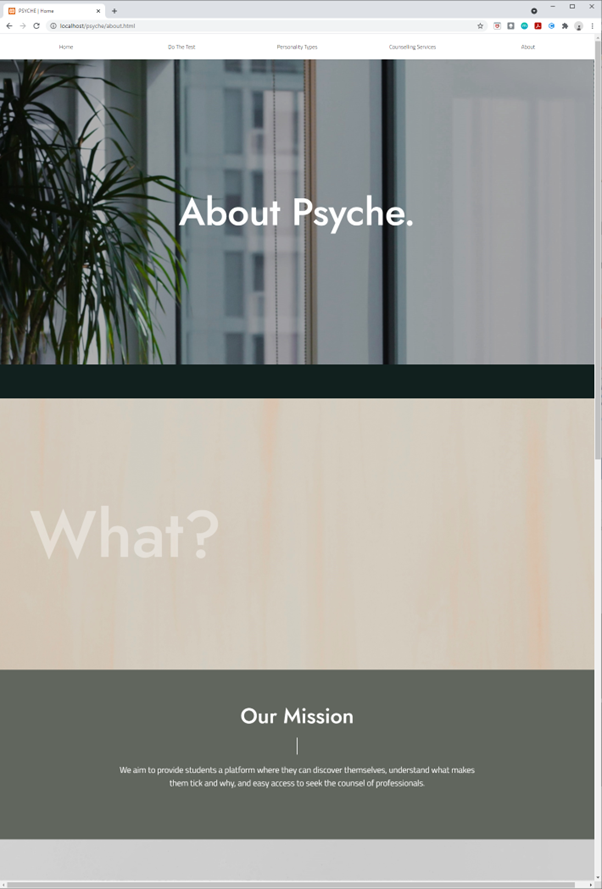 PSYCHE | Home
localhost/psyche/about.html
Home Do The Test Personality Types Counselling Services About
About Psyche.
What?
Our Mission
We aim to provide students a platform where they can discover themselves, understand what makes
them tick and why, and easy access to seek the counsel of professionals.